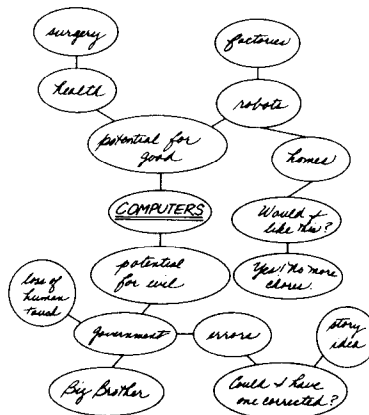 surgery
factories
health
robots
potential for
good
homes
COMPUTERS
Would I
like this?
potential
for evil
Yes! No more
chores.
loss of
human
touch
government
errors
story
idea
Big Brother
Could I have
one corrected?